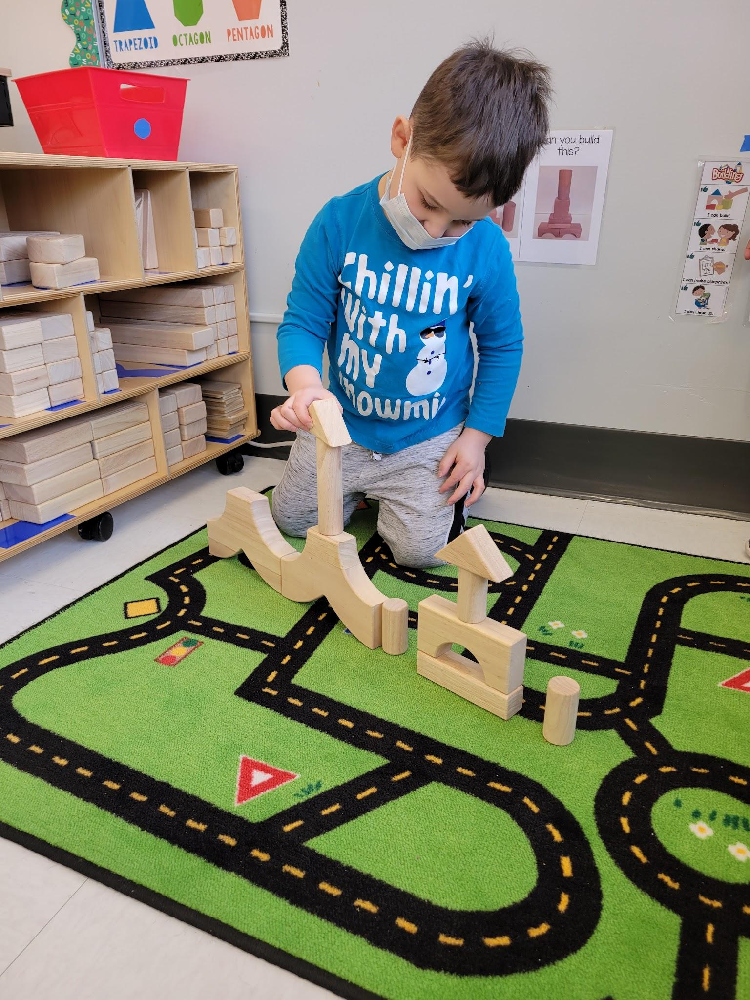 TRAPEZOID OCTAGON PENTAGON
an you build
this?
Building
I can build.
I can share.
I can make blueprints.
I can clean up.
Chillin'
with
my
snowmi